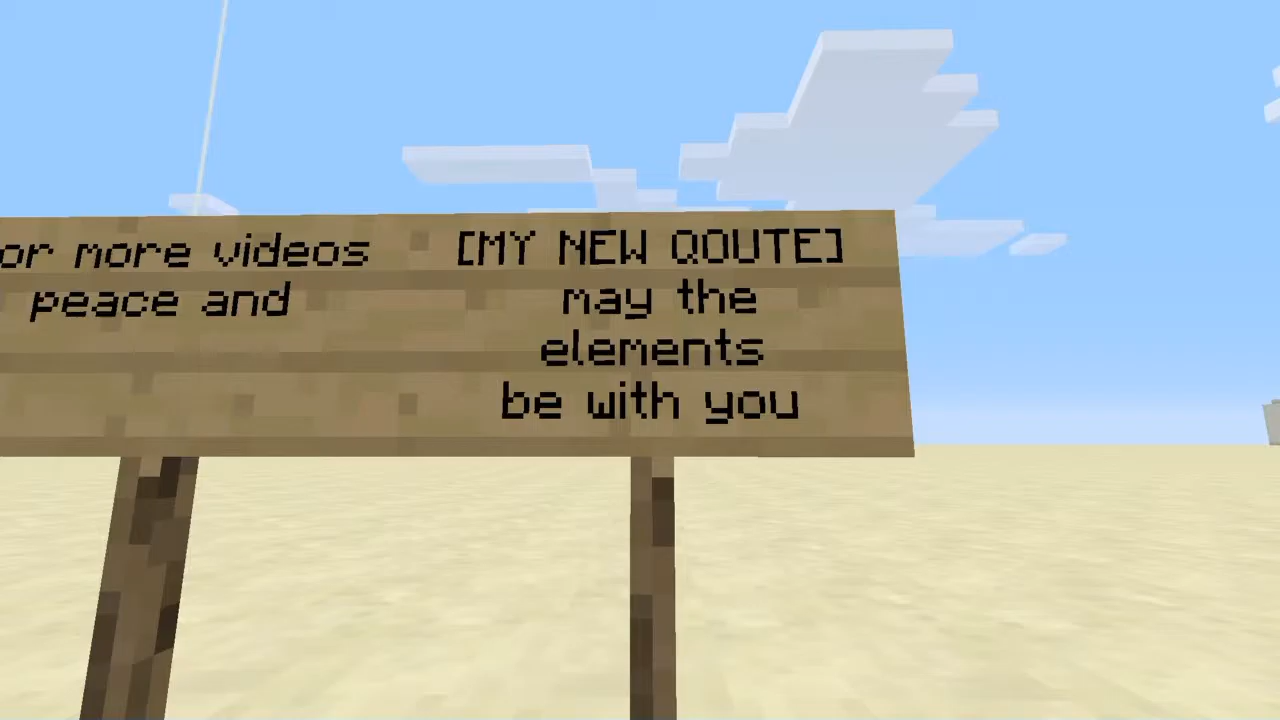 or more videos
peace and
[MY NEW QOUTE]
may the
elements
be with you